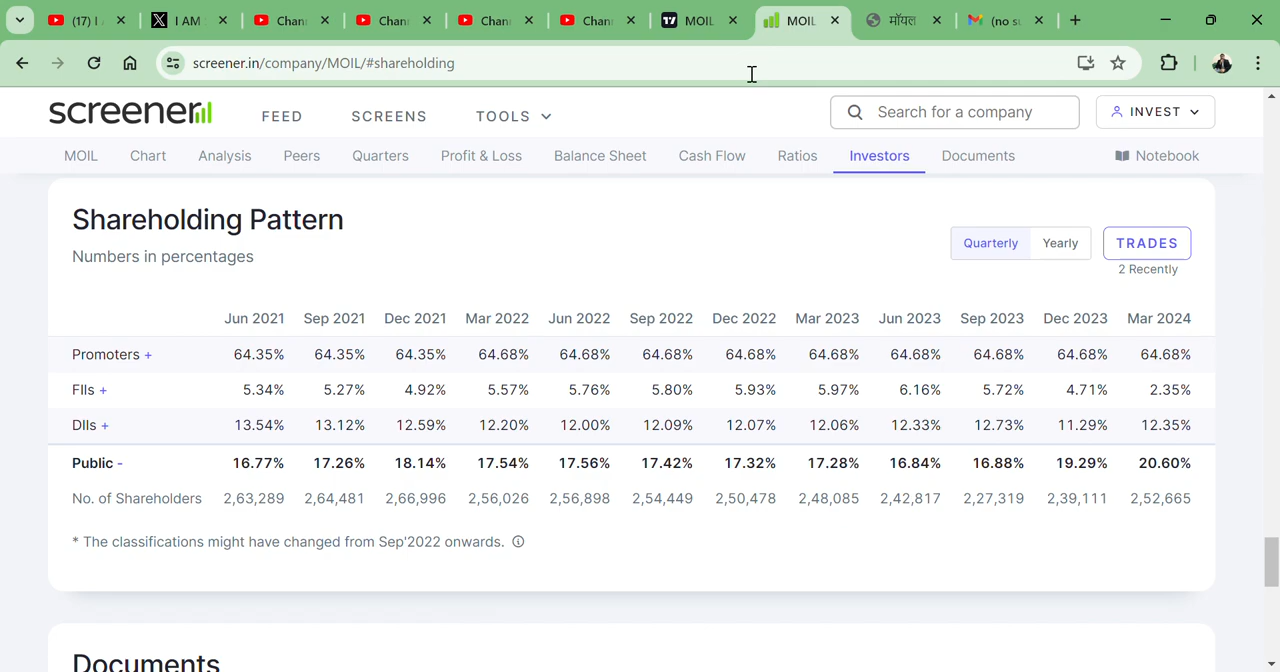 (17) I A
I AM
Chan
Chan
Chan
Chan
MOIL
MOIL
मॉयल
(no su
screener.in/company/MOIL/#shareholding
screener FEED SCREENS TOOLS Search for a company INVEST
MOIL Chart Analysis Peers Quarters Profit & Loss Balance Sheet Cash Flow Ratios Investors Documents Notebook
Shareholding Pattern
Numbers in percentages
Quarterly Yearly TRADES
2 Recently
Jun 2021 Sep 2021 Dec 2021 Mar 2022 Jun 2022 Sep 2022 Dec 2022 Mar 2023 Jun 2023 Sep 2023 Dec 2023 Mar 2024
Promoters + 64.35% 64.35% 64.35% 64.68% 64.68% 64.68% 64.68% 64.68% 64.68% 64.68% 64.68% 64.68%
FIIs + 5.34% 5.27% 4.92% 5.57% 5.76% 5.80% 5.93% 5.97% 6.16% 5.72% 4.71% 2.35%
DIIs + 13.54% 13.12% 12.59% 12.20% 12.00% 12.09% 12.07% 12.06% 12.33% 12.73% 11.29% 12.35%
Public - 16.77% 17.26% 18.14% 17.54% 17.56% 17.42% 17.32% 17.28% 16.84% 16.88% 19.29% 20.60%
No. of Shareholders 2,63,289 2,64,481 2,66,996 2,56,026 2,56,898 2,54,449 2,50,478 2,48,085 2,42,817 2,27,319 2,39,111 2,52,665
* The classifications might have changed from Sep'2022 onwards.
Documents